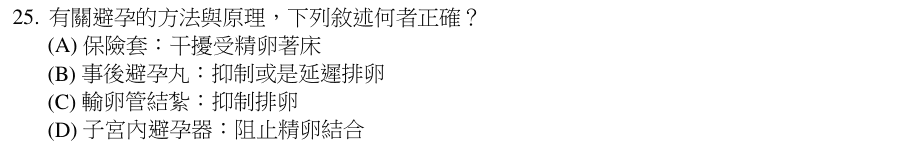 25. 有關避孕的方法與原理，下列敘述何者正確？
(A) 保險套：干擾受精卵著床
(B) 事後避孕丸：抑制或是延遲排卵
(C) 輸卵管結紮：抑制排卵
(D) 子宮內避孕器：阻止精卵結合